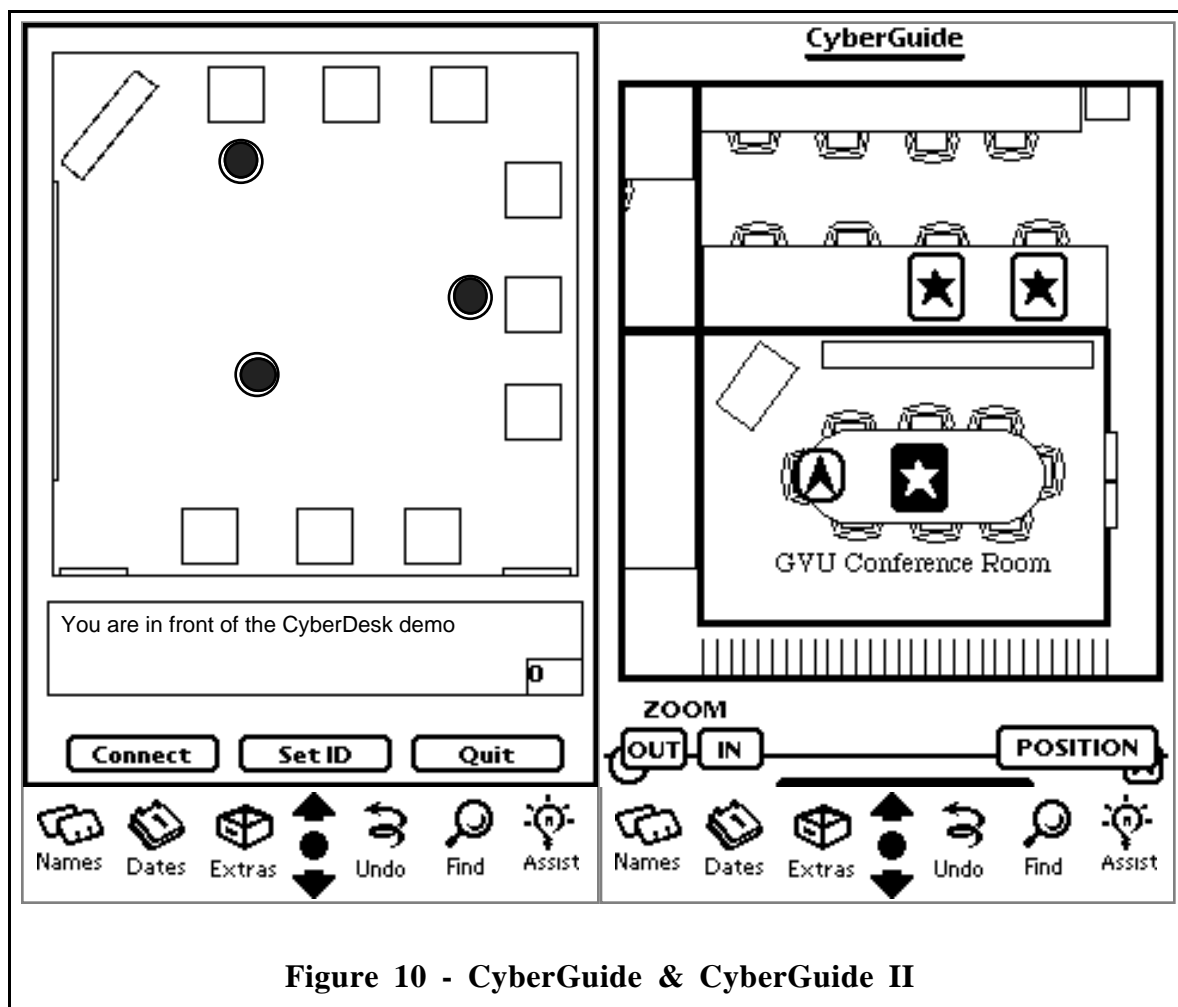 You are in front of the CyberDesk demo
0
Connect Set ID Quit
Names Dates Extras Undo Find Assist
CyberGuide
GVU Conference Room
ZOOM
OUT IN POSITION
Names Dates Extras Undo Find Assist
Figure 10 - CyberGuide & CyberGuide II